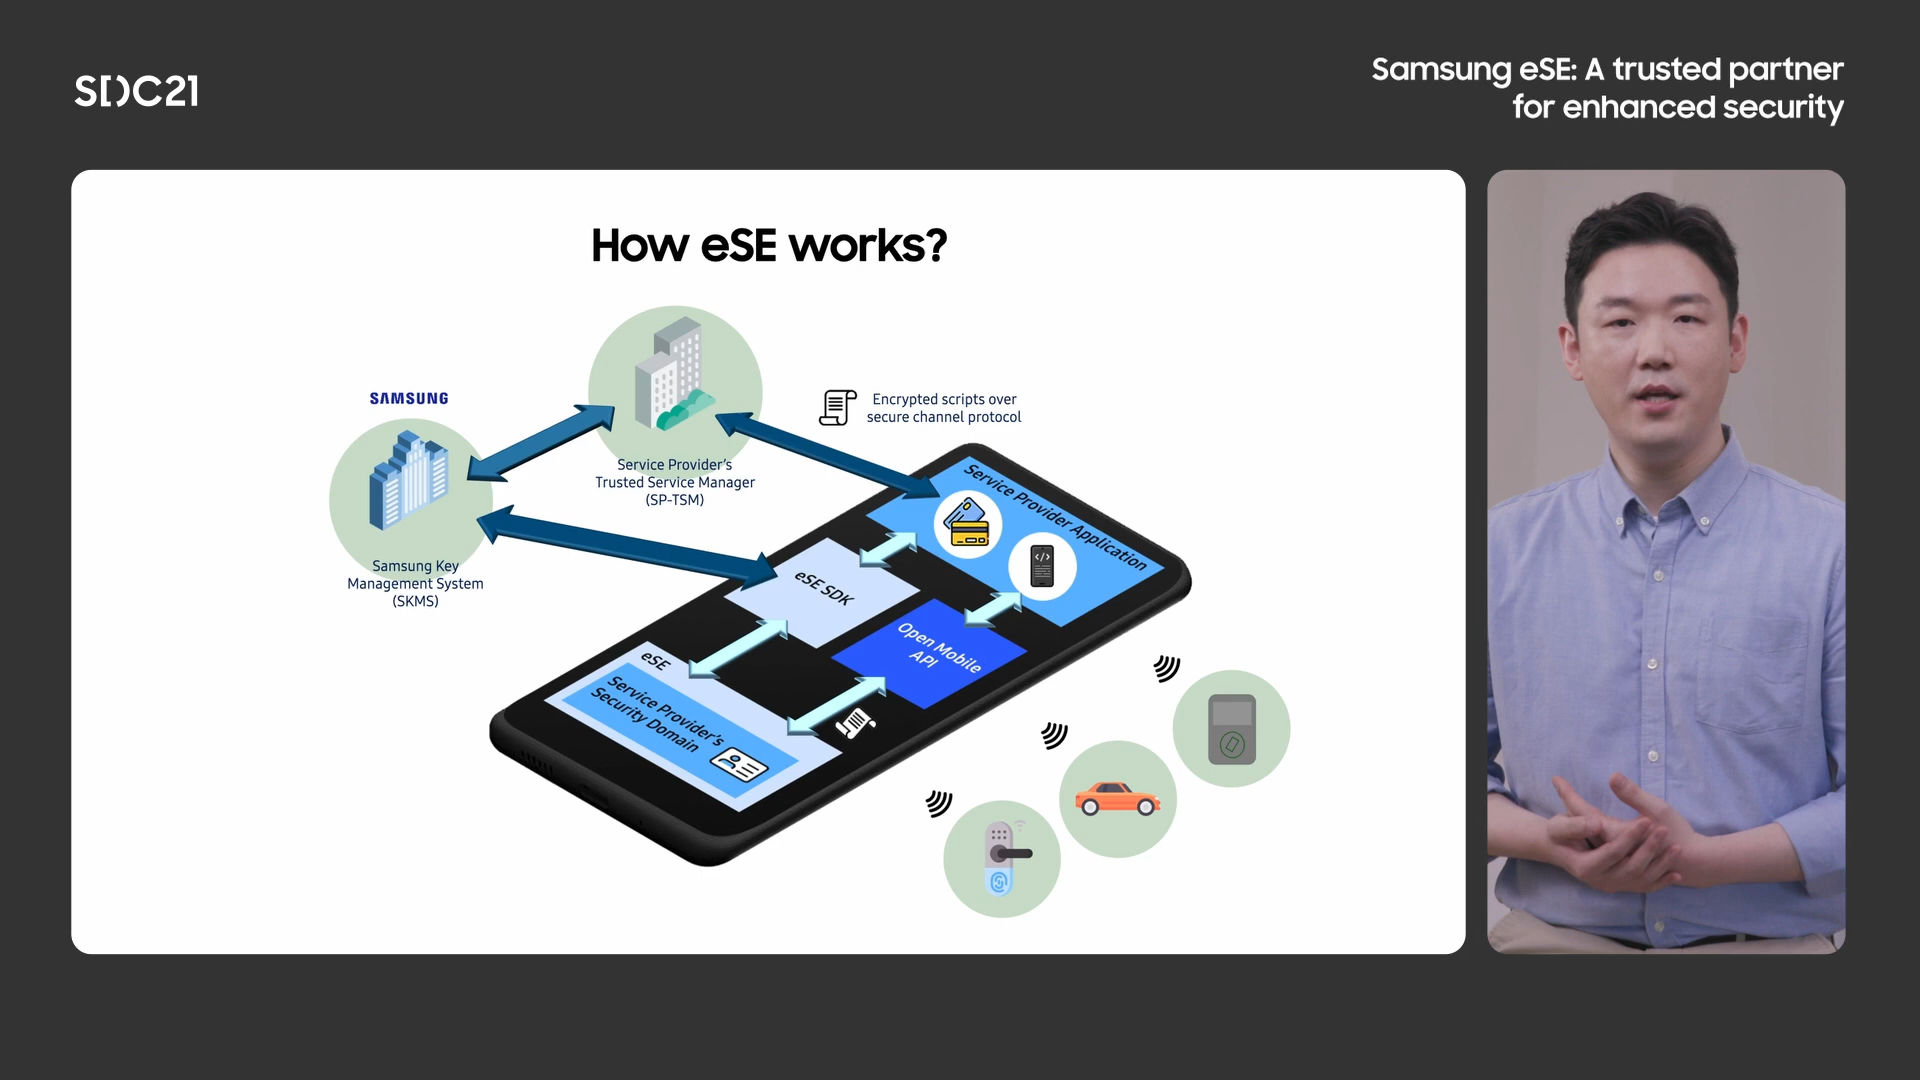 SDC21
Samsung eSE: A trusted partner
for enhanced security
How eSE works?
SAMSUNG
Samsung Key
Management System
(SKMS)
Service Provider's
Trusted Service Manager
(SP-TSM)
Encrypted scripts over
secure channel protocol
Service Provider Application
</>
eSE SDK
Open Mobile
API
eSE
Service Provider's
Security Domain